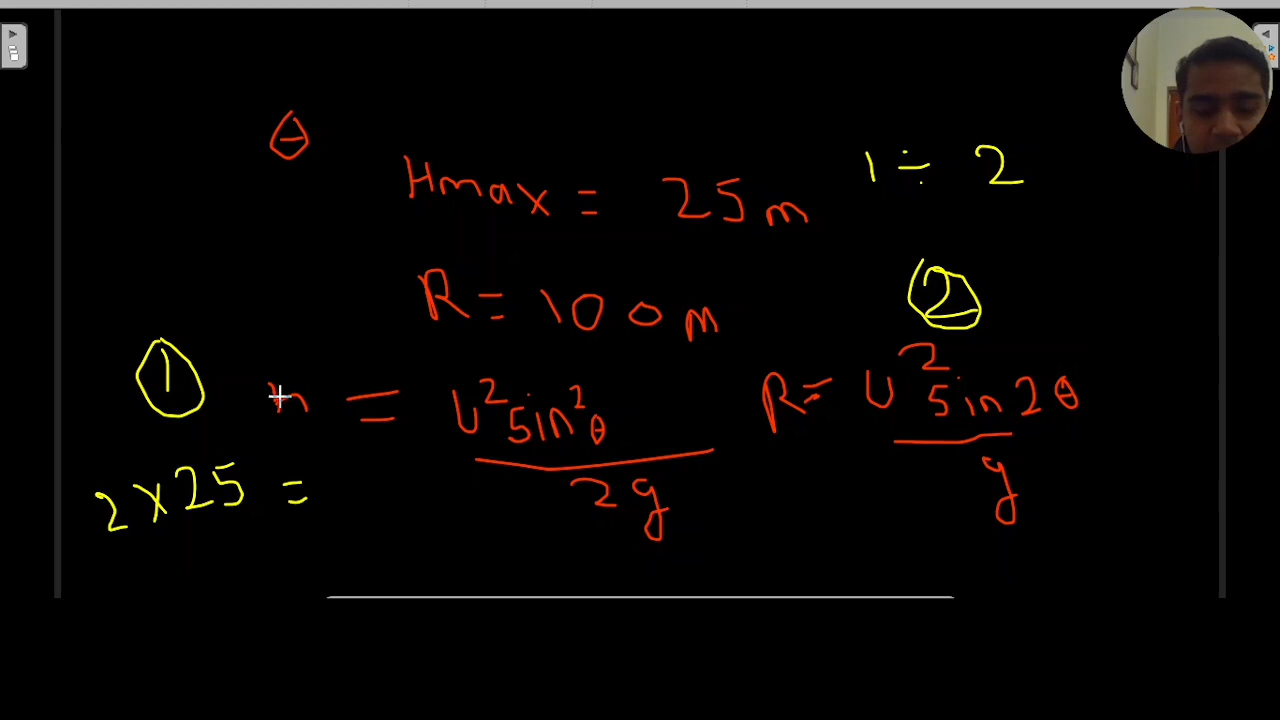 θ
Hmax = 25 m
1 ÷ 2
R = 100 m
②
①
h = U² sin²θ / 2g
R = U² sin 2θ / g
2 × 25 =